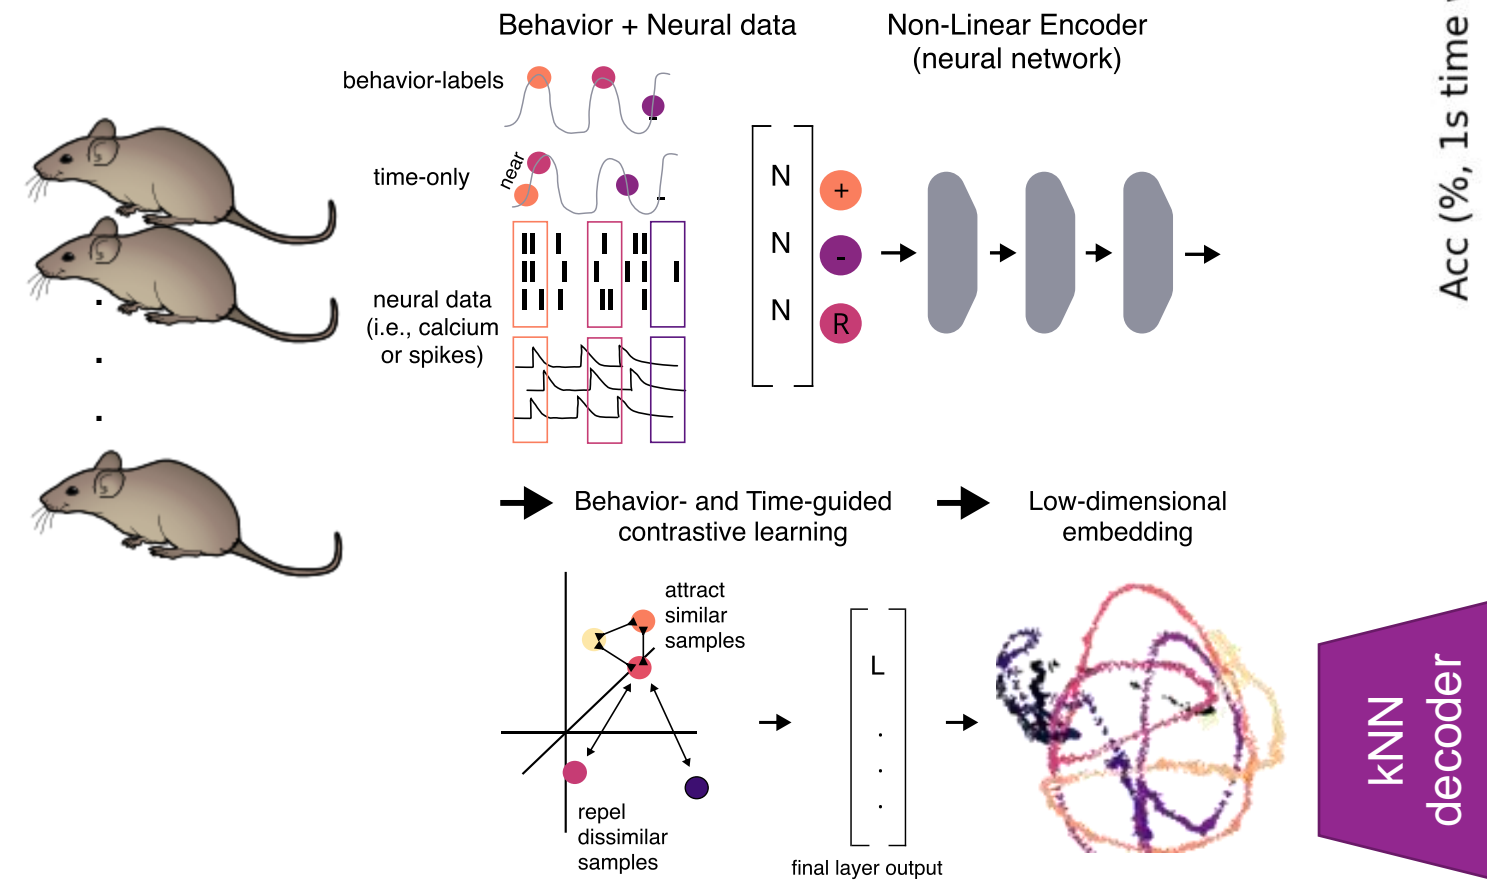 Behavior + Neural data
Non-Linear Encoder
(neural network)
behavior-labels
-
near
time-only
-
neural data
(i.e., calcium
or spikes)
N
N
N
+
-
R
Acc (%, 1s time
Behavior- and Time-guided
contrastive learning
Low-dimensional
embedding
attract
similar
samples
repel
dissimilar
samples
L
.
.
.
final layer output
kNN
decoder